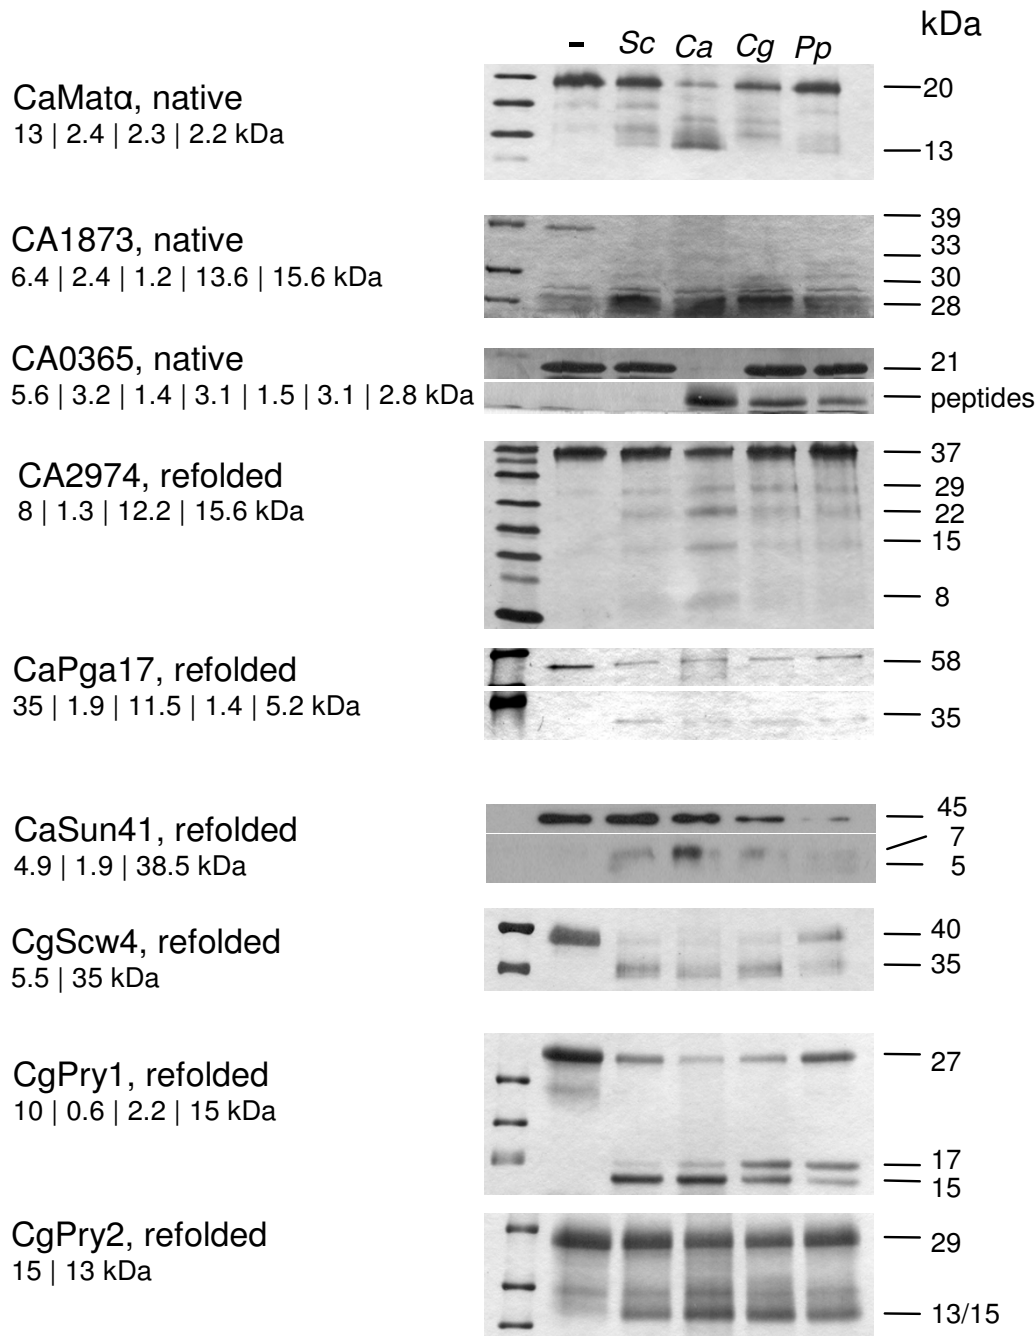 kDa
- Sc Ca Cg Pp
CaMatα, native
13 | 2.4 | 2.3 | 2.2 kDa
20
13
CA1873, native
6.4 | 2.4 | 1.2 | 13.6 | 15.6 kDa
39
33
30
28
CA0365, native
5.6 | 3.2 | 1.4 | 3.1 | 1.5 | 3.1 | 2.8 kDa
21
peptides
CA2974, refolded
8 | 1.3 | 12.2 | 15.6 kDa
37
29
22
15
8
CaPga17, refolded
35 | 1.9 | 11.5 | 1.4 | 5.2 kDa
58
35
CaSun41, refolded
4.9 | 1.9 | 38.5 kDa
45
7
5
CgScw4, refolded
5.5 | 35 kDa
40
35
CgPry1, refolded
10 | 0.6 | 2.2 | 15 kDa
27
17
15
CgPry2, refolded
15 | 13 kDa
29
13/15